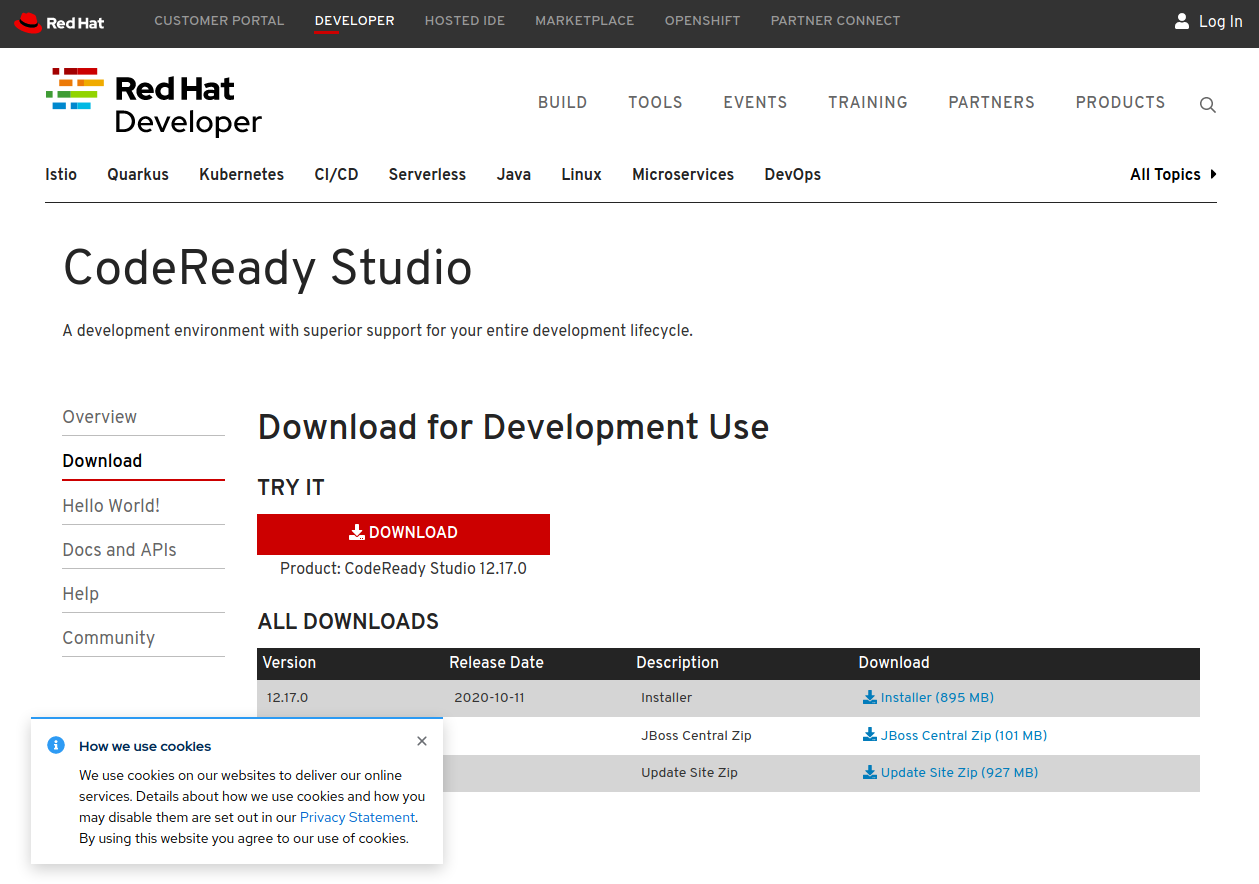 Red Hat
CUSTOMER PORTAL DEVELOPER HOSTED IDE MARKETPLACE OPENSHIFT PARTNER CONNECT
Log In
Red Hat
Developer
BUILD TOOLS EVENTS TRAINING PARTNERS PRODUCTS
Istio Quarkus Kubernetes CI/CD Serverless Java Linux Microservices DevOps
All Topics
CodeReady Studio
A development environment with superior support for your entire development lifecycle.
Overview
Download
Hello World!
Docs and APIs
Help
Community
Download for Development Use
TRY IT
DOWNLOAD
Product: CodeReady Studio 12.17.0
ALL DOWNLOADS
Version Release Date Description Download
12.17.0 2020-10-11 Installer Installer (895 MB)
JBoss Central Zip JBoss Central Zip (101 MB)
Update Site Zip Update Site Zip (927 MB)
How we use cookies
We use cookies on our websites to deliver our online
services. Details about how we use cookies and how you
may disable them are set out in our Privacy Statement.
By using this website you agree to our use of cookies.